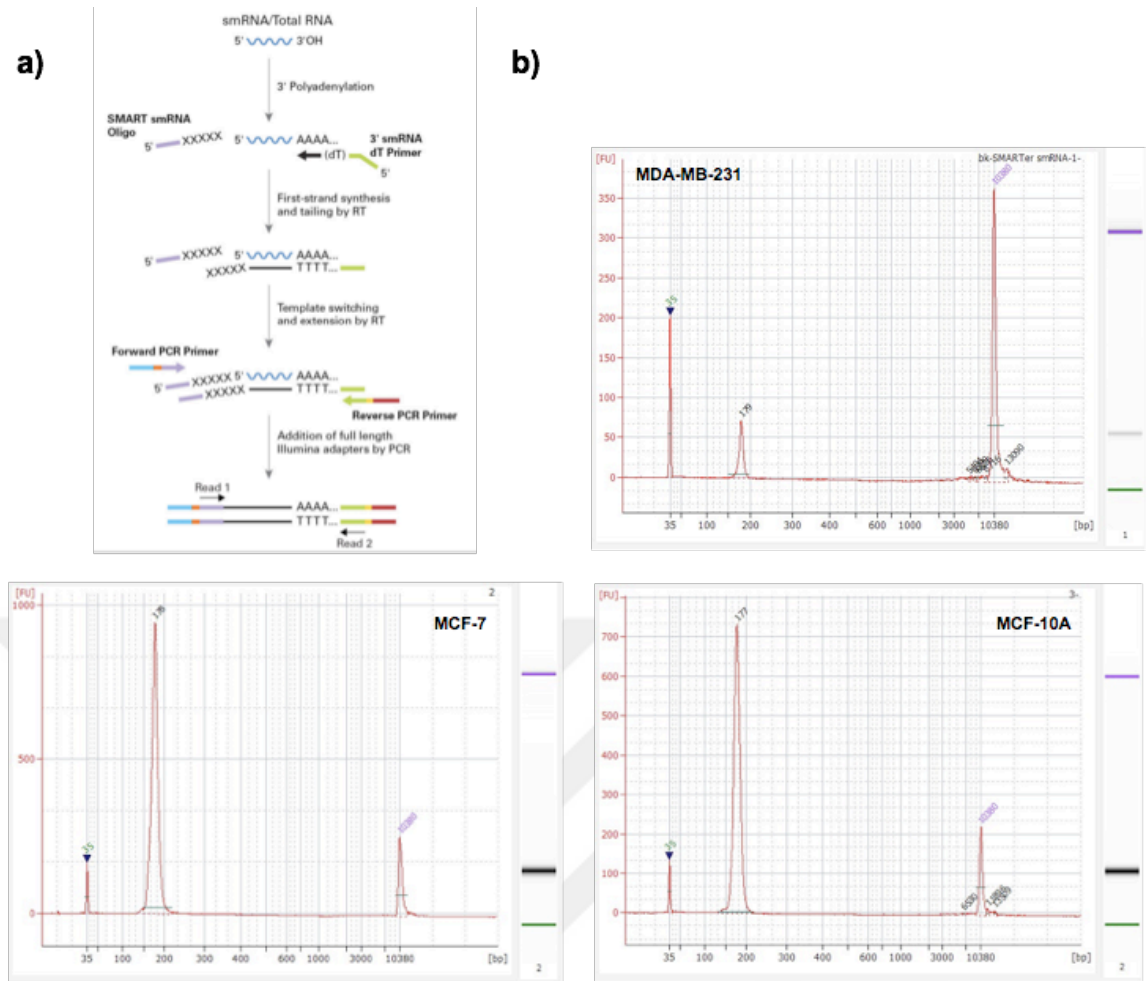 a)
smRNA/Total RNA
5' 3'OH
3' Polyadenylation
SMART smRNA
Oligo
5' XXXXX 5' AAAA...
(dT)
3' smRNA
dT Primer
5'
First-strand synthesis
and tailing by RT
5' XXXXX AAAA...
XXXXX TTTT...
Template switching
and extension by RT
Forward PCR Primer
5' XXXXX 5' AAAA...
XXXXX TTTT...
Reverse PCR Primer
Addition of full length
Illumina adapters by PCR
Read 1
AAAA...
TTTT...
Read 2
b)
[FU] bk-SMARTer smRNA-1-
MDA-MB-231
10380
350
300
250
200
150
100
50
0
35
179
13090
35 100 200 300 400 600 1000 3000 10380 [bp]
1
[FU] 2
MCF-7
1000
500
0
35
10380
35 100 200 300 400 600 1000 3000 10380 [bp]
2
[FU] 3-
MCF-10A
700
600
500
400
300
200
100
0
35
177
6530
10380
35 100 200 300 400 600 1000 3000 10380 [bp]
2